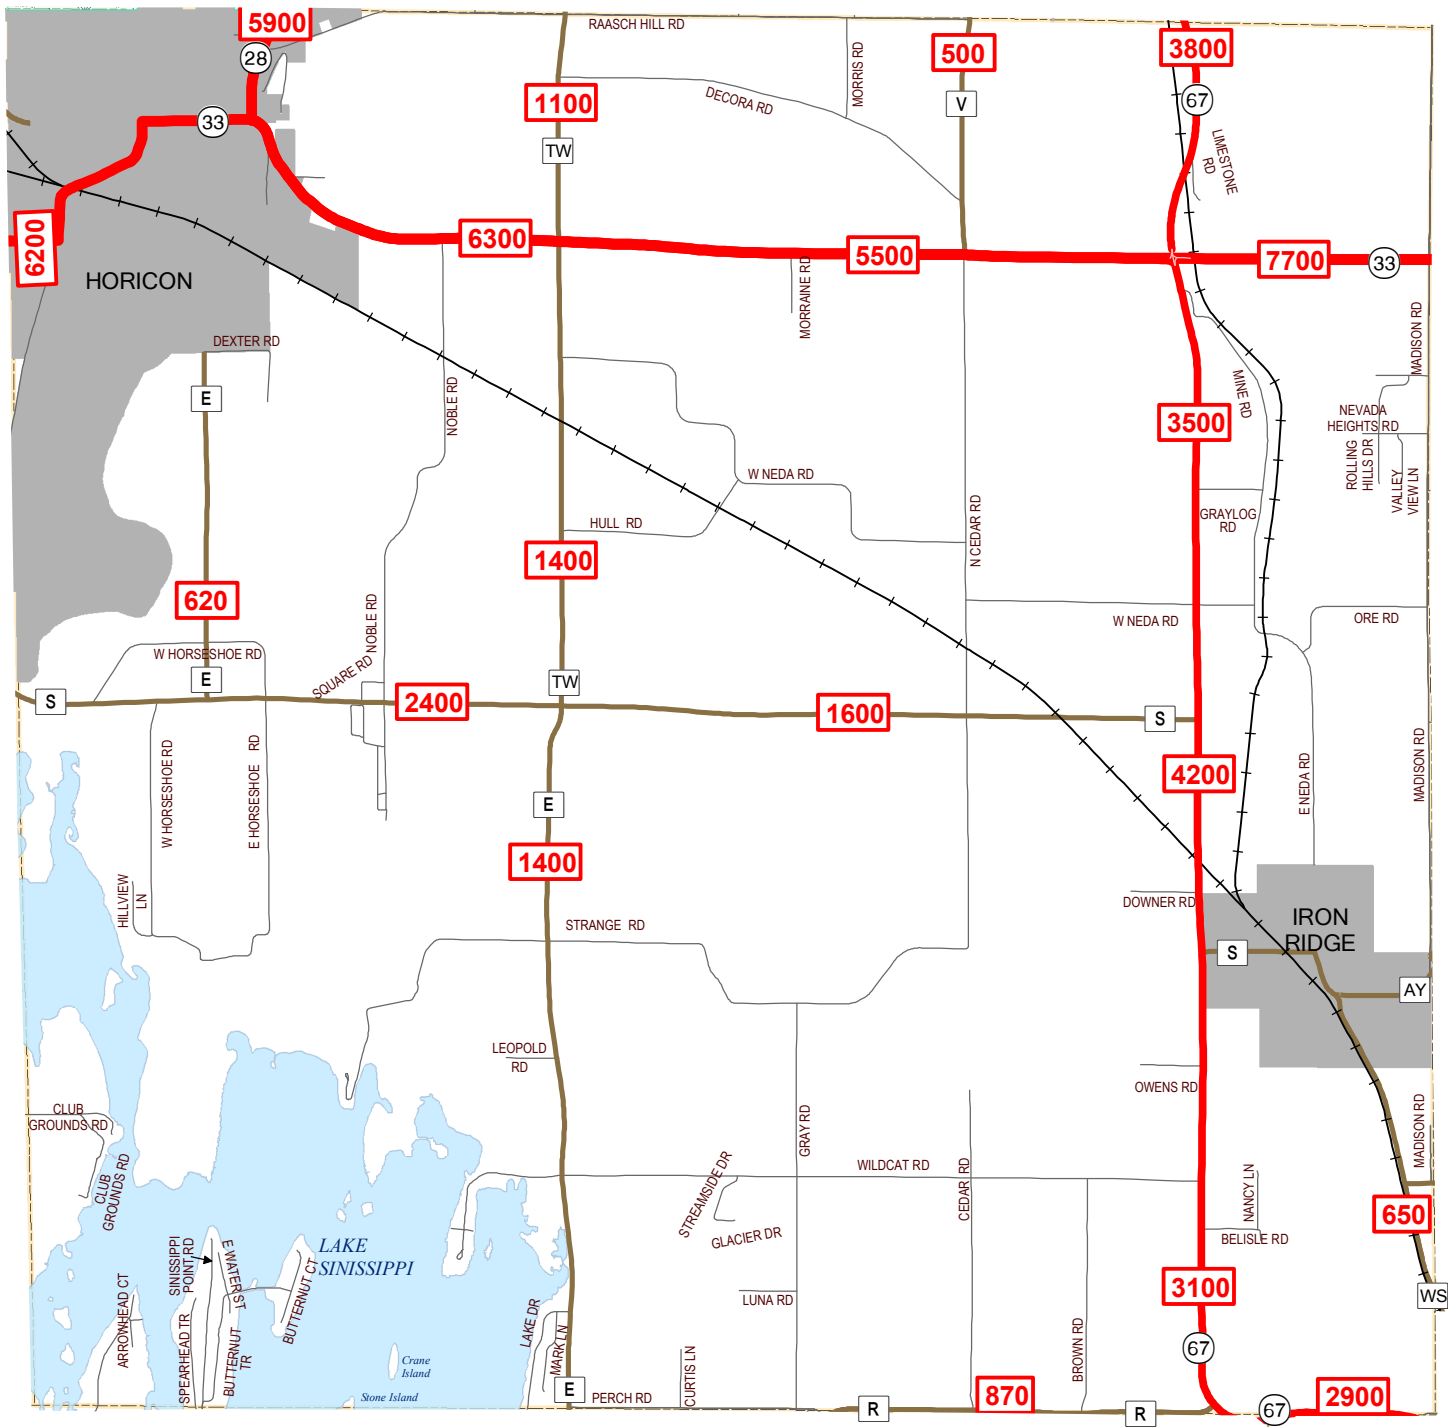 5900
RAASCH HILL RD
500
3800
28
MORRIS RD
1100
DECORA RD
V
67
33
TW
LIMESTONE
RD
6200
6300
5500
7700
33
HORICON
MORRAINE RD
MADISON RD
DEXTER RD
E
NOBLE RD
MINE RD
3500
NEVADA
HEIGHTS RD
ROLLING
HILLS DR
VALLEY
VIEW LN
W NEDA RD
HULL RD
GRAYLOG
RD
N CEDAR RD
1400
620
NOBLE RD
W NEDA RD
ORE RD
W HORSESHOE RD
E
SQUARE RD
TW
S
2400
1600
S
W HORSESHOE RD
E HORSESHOE RD
4200
E NEDA RD
MADISON RD
E
1400
HILLVIEW
LN
DOWNER RD
STRANGE RD
IRON
RIDGE
S
AY
LEOPOLD
RD
OWENS RD
CLUB
GROUNDS RD
GRAY RD
MADISON RD
CLUB
GROUNDS RD
STREAMSIDE DR
WILDCAT RD
CEDAR RD
NANCY LN
650
GLACIER DR
BELISLE RD
SINISSIPPI
POINT RD
E WATER ST
LAKE
SINISSIPPI
BUTTERNUT CT
3100
LUNA RD
WS
ARROWHEAD CT
SPEARHEAD TR
BUTTERNUT
TR
LAKE DR
MARK LN
BROWN RD
67
Crane
Island
CURTIS LN
Stone Island
E
PERCH RD
R
870
R
67
2900